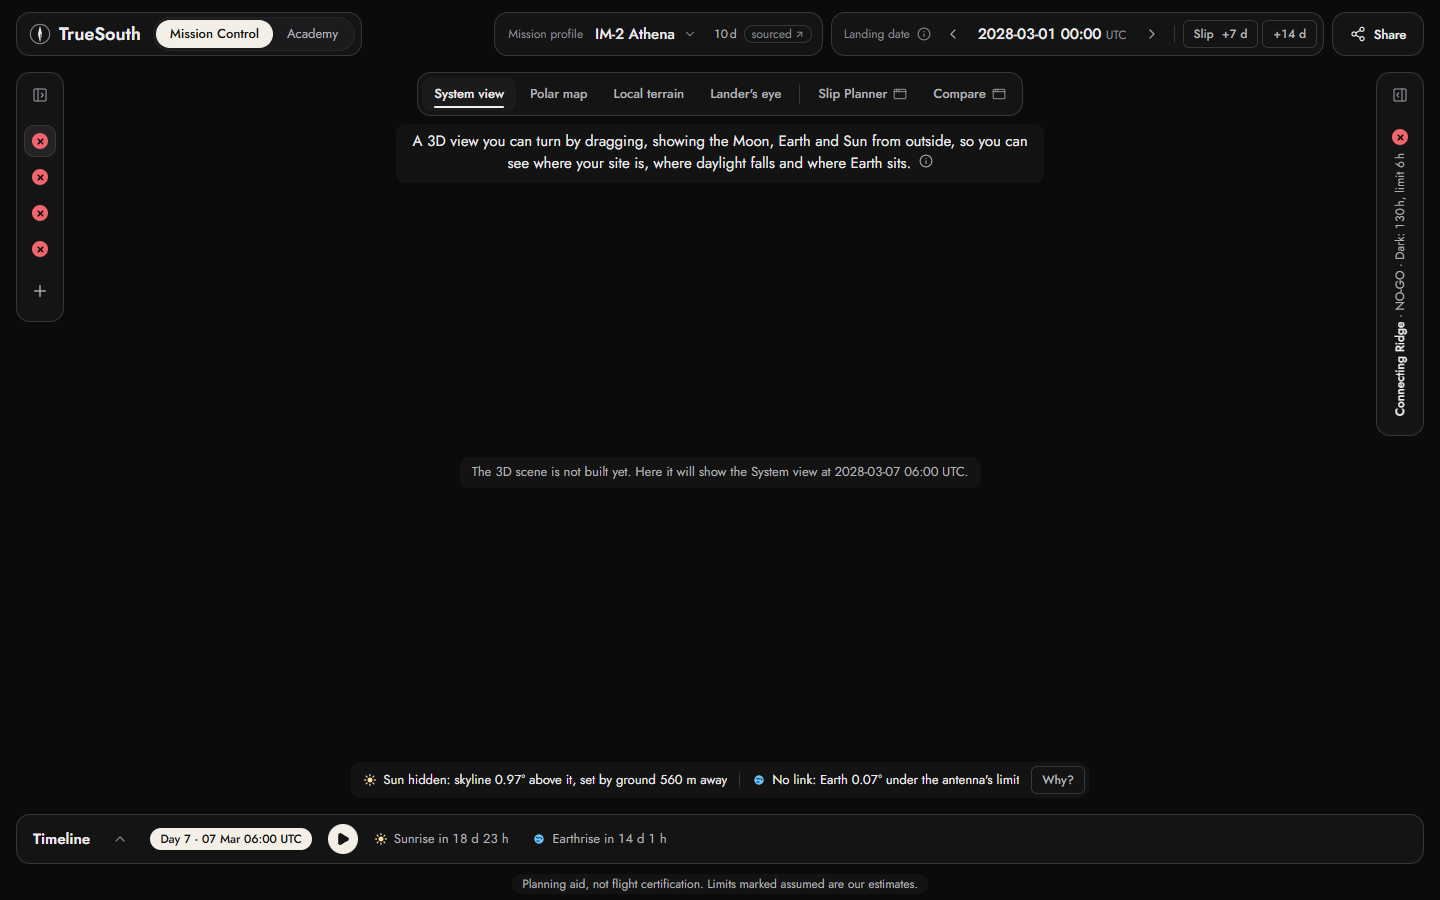 TrueSouth
Mission Control
Academy
Mission profile IM-2 Athena 10 d sourced ↗
Landing date 2028-03-01 00:00 UTC Slip +7 d +14 d
Share
System view
Polar map
Local terrain
Lander's eye
Slip Planner
Compare
A 3D view you can turn by dragging, showing the Moon, Earth and Sun from outside, so you can
see where your site is, where daylight falls and where Earth sits.
Connecting Ridge · NO-GO · Dark: 130 h, limit 6 h
The 3D scene is not built yet. Here it will show the System view at 2028-03-07 06:00 UTC.
Sun hidden: skyline 0.97° above it, set by ground 560 m away
No link: Earth 0.07° under the antenna's limit
Why?
Timeline
Day 7 · 07 Mar 06:00 UTC
Sunrise in 18 d 23 h
Earthrise in 14 d 1 h
Planning aid, not flight certification. Limits marked assumed are our estimates.